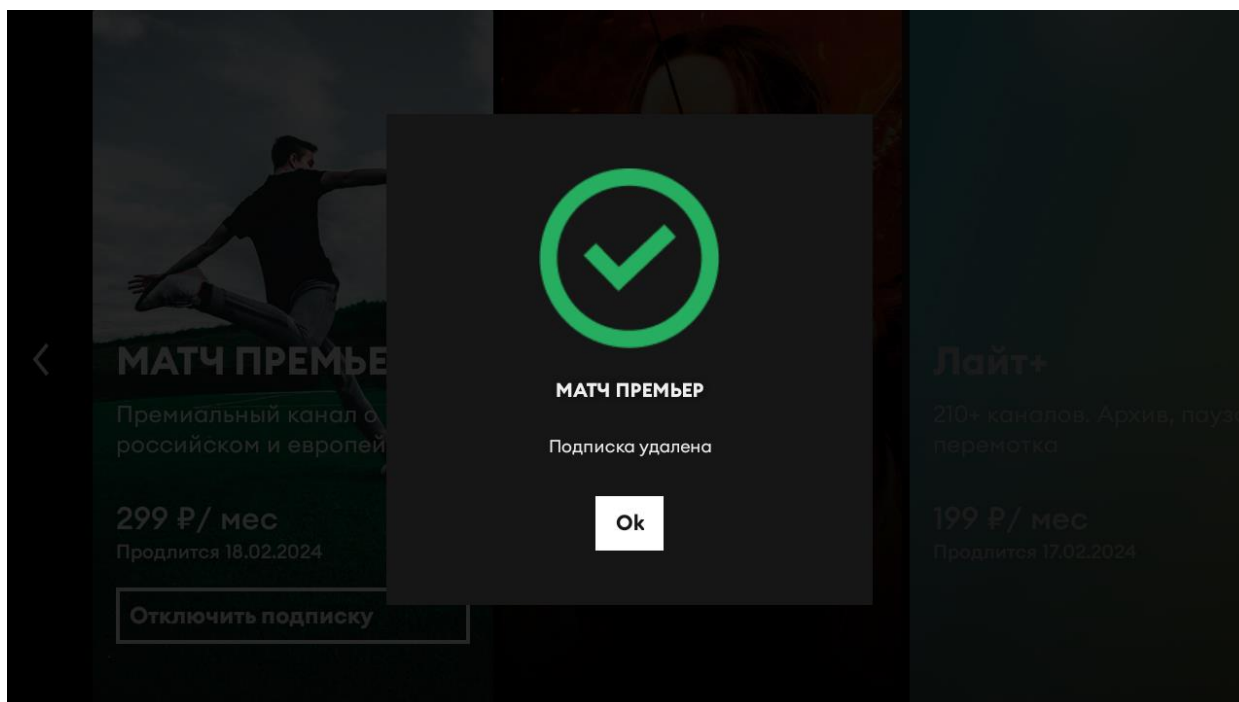 МАТЧ ПРЕМЬЕ
Премиальный канал о
российском и европей
299 ₽/ мес
Продлится 18.02.2024
Отключить подписку
МАТЧ ПРЕМЬЕР
Подписка удалена
Ok
Лайт+
210+ каналов. Архив, пауз
перемотка
199 ₽/ мес
Продлится 17.02.2024